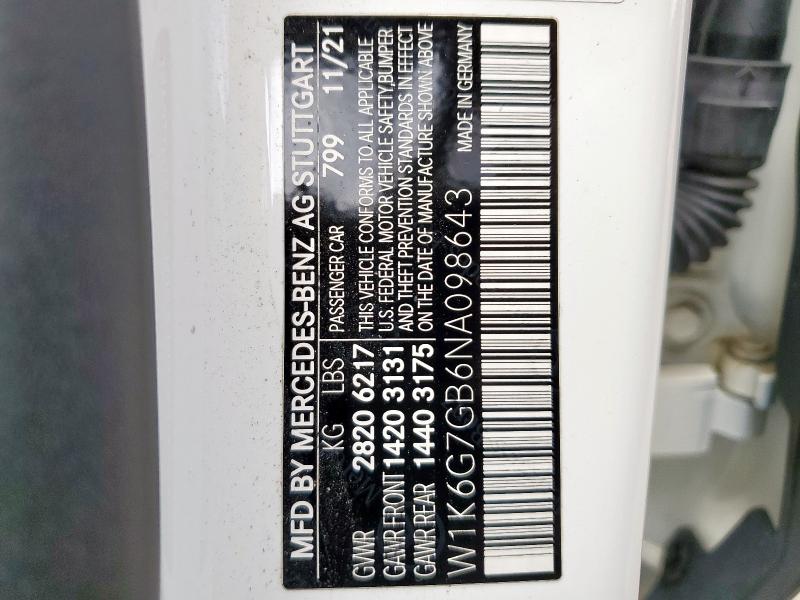 MFD BY MERCEDES-BENZ AG STUTTGART
KG LBS PASSENGER CAR 799 11/21
GVWR 2820 6217 THIS VEHICLE CONFORMS TO ALL APPLICABLE
GAWR FRONT 1420 3131 U.S. FEDERAL MOTOR VEHICLE SAFETY,BUMPER
GAWR REAR 1440 3175 AND THEFT PREVENTION STANDARDS IN EFFECT
ON THE DATE OF MANUFACTURE SHOWN ABOVE
W1K6G7GB6NA098643 MADE IN GERMANY